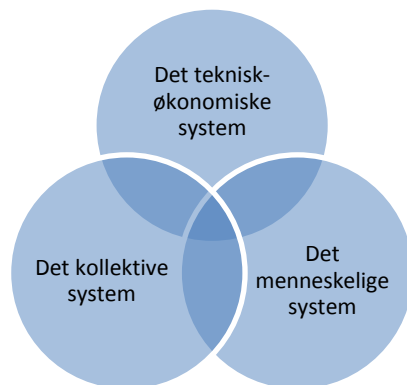 Det teknisk-
økonomiske
system
Det kollektive
system
Det
menneskelige
system